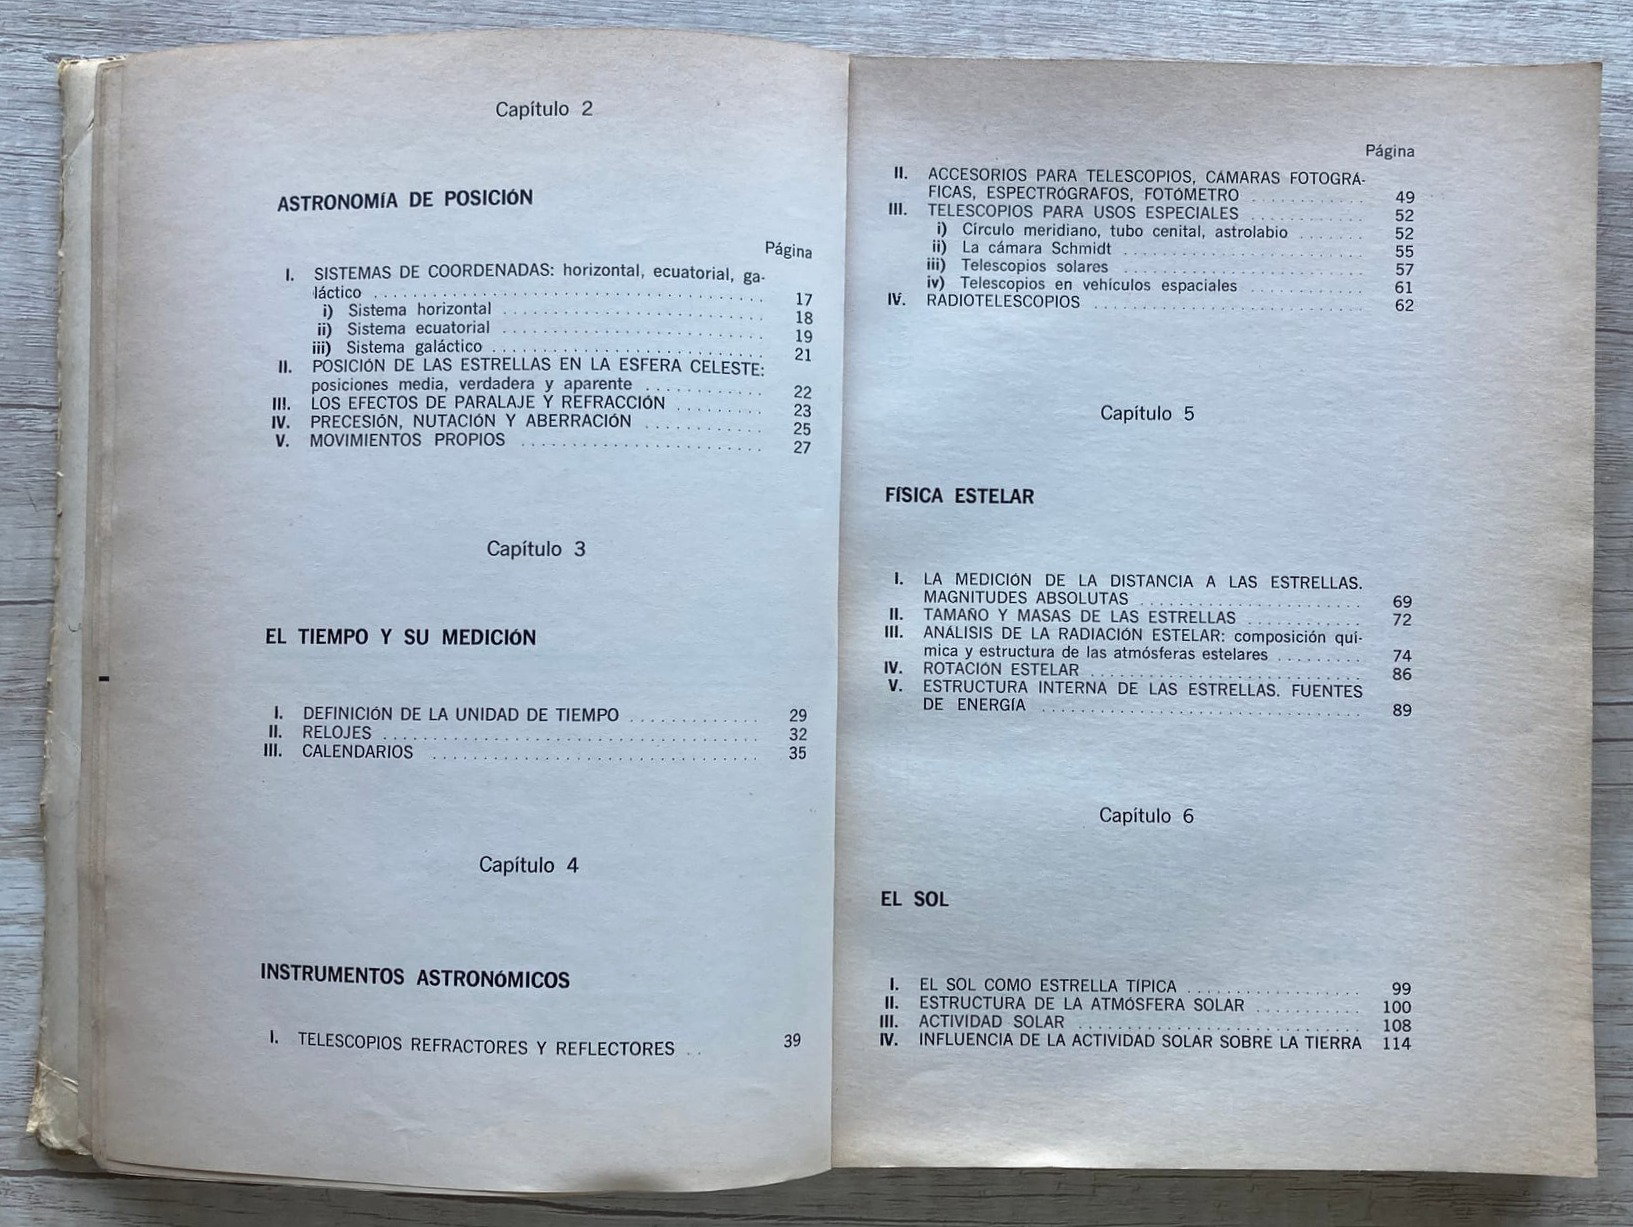 Capítulo 2
ASTRONOMÍA DE POSICIÓN
Página
I. SISTEMAS DE COORDENADAS: horizontal, ecuatorial, ga-
láctico 17
i) Sistema horizontal 18
ii) Sistema ecuatorial 19
iii) Sistema galáctico 21
II. POSICIÓN DE LAS ESTRELLAS EN LA ESFERA CELESTE:
posiciones media, verdadera y aparente 22
III. LOS EFECTOS DE PARALAJE Y REFRACCIÓN 23
IV. PRECESIÓN, NUTACIÓN Y ABERRACIÓN 25
V. MOVIMIENTOS PROPIOS 27
Capítulo 3
EL TIEMPO Y SU MEDICIÓN
I. DEFINICIÓN DE LA UNIDAD DE TIEMPO 29
II. RELOJES 32
III. CALENDARIOS 35
Capítulo 4
INSTRUMENTOS ASTRONÓMICOS
I. TELESCOPIOS REFRACTORES Y REFLECTORES 39
Página
II. ACCESORIOS PARA TELESCOPIOS, CAMARAS FOTOGRÁ-
FICAS, ESPECTRÓGRAFOS, FOTÓMETRO 49
III. TELESCOPIOS PARA USOS ESPECIALES 52
i) Círculo meridiano, tubo cenital, astrolabio 52
ii) La cámara Schmidt 55
iii) Telescopios solares 57
iv) Telescopios en vehículos espaciales 61
IV. RADIOTELESCOPIOS 62
Capítulo 5
FÍSICA ESTELAR
I. LA MEDICIÓN DE LA DISTANCIA A LAS ESTRELLAS.
MAGNITUDES ABSOLUTAS 69
II. TAMAÑO Y MASAS DE LAS ESTRELLAS 72
III. ANÁLISIS DE LA RADIACIÓN ESTELAR: composición quí-
mica y estructura de las atmósferas estelares 74
IV. ROTACIÓN ESTELAR 86
V. ESTRUCTURA INTERNA DE LAS ESTRELLAS. FUENTES
DE ENERGÍA 89
Capítulo 6
EL SOL
I. EL SOL COMO ESTRELLA TÍPICA 99
II. ESTRUCTURA DE LA ATMÓSFERA SOLAR 100
III. ACTIVIDAD SOLAR 108
IV. INFLUENCIA DE LA ACTIVIDAD SOLAR SOBRE LA TIERRA 114